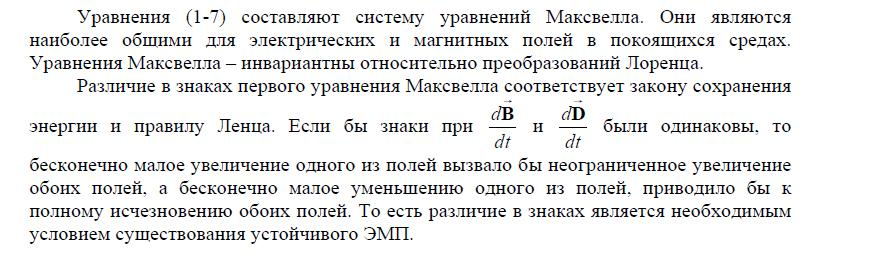 Уравнения (1-7) составляют систему уравнений Максвелла. Они являются
наиболее общими для электрических и магнитных полей в покоящихся средах.
Уравнения Максвелла – инвариантны относительно преобразований Лоренца.
Различие в знаках первого уравнения Максвелла соответствует закону сохранения
энергии и правилу Ленца. Если бы знаки при $\frac{d\vec{\mathbf{B}}}{dt}$ и $\frac{d\vec{\mathbf{D}}}{dt}$ были одинаковы, то
бесконечно малое увеличение одного из полей вызвало бы неограниченное увеличение
обоих полей, а бесконечно малое уменьшению одного из полей, приводило бы к
полному исчезновению обоих полей. То есть различие в знаках является необходимым
условием существования устойчивого ЭМП.